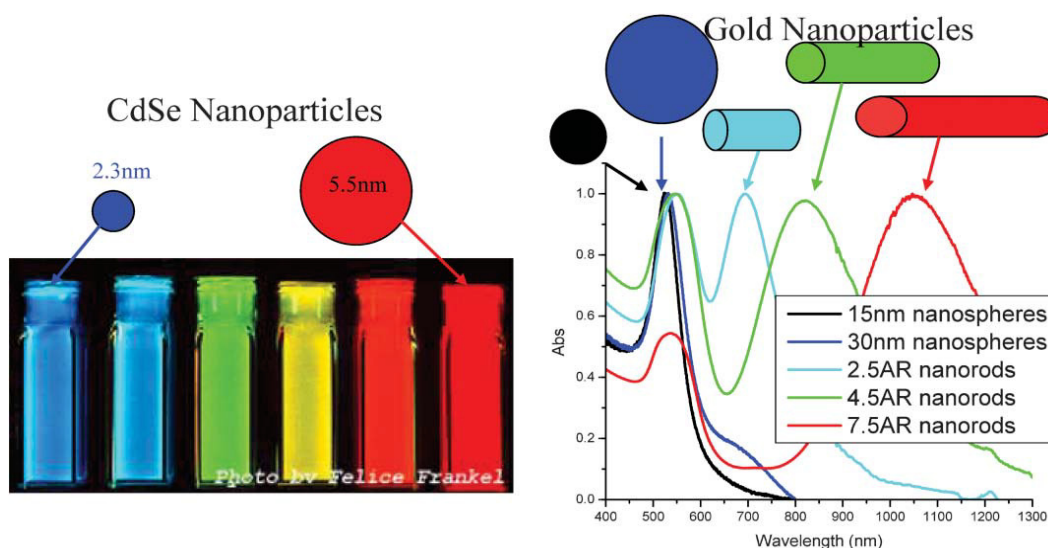 CdSe Nanoparticles
2.3nm
5.5nm
Photo by Felice Frankel
Gold Nanoparticles
Abs
1.0
0.8
0.6
0.4
0.2
0.0
400 500 600 700 800 900 1000 1100 1200 1300
Wavelength (nm)
15nm nanospheres
30nm nanospheres
2.5AR nanorods
4.5AR nanorods
7.5AR nanorods